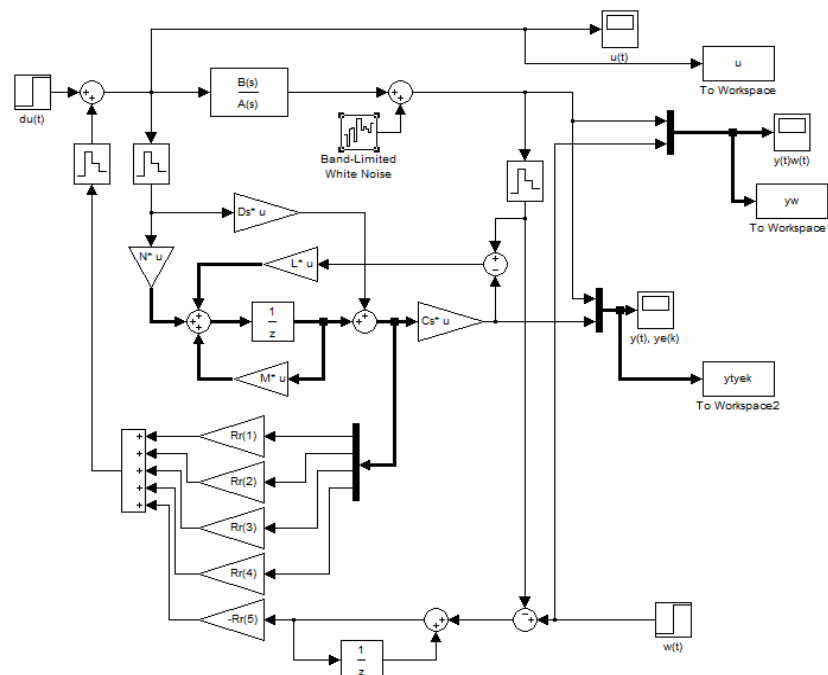 u(t)
u
To Workspace
B(s)
A(s)
du(t)
Band-Limited
White Noise
y(t)w(t)
yw
To Workspace1
Ds* u
N* u
L* u
1
z
Cs* u
y(t), ye(k)
M* u
ytyek
To Workspace2
Rr(1)
Rr(2)
Rr(3)
Rr(4)
-Rr(5)
1
z
w(t)